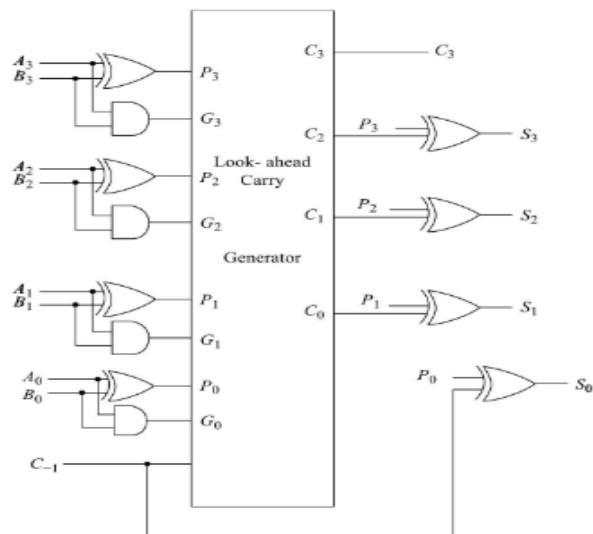 A₃
B₃
P₃
G₃
A₂
B₂
P₂
G₂
A₁
B₁
P₁
G₁
A₀
B₀
P₀
G₀
C₋₁
Look- ahead
Carry
Generator
C₃
C₃
C₂
P₃
S₃
C₁
P₂
S₂
C₀
P₁
S₁
P₀
S₀